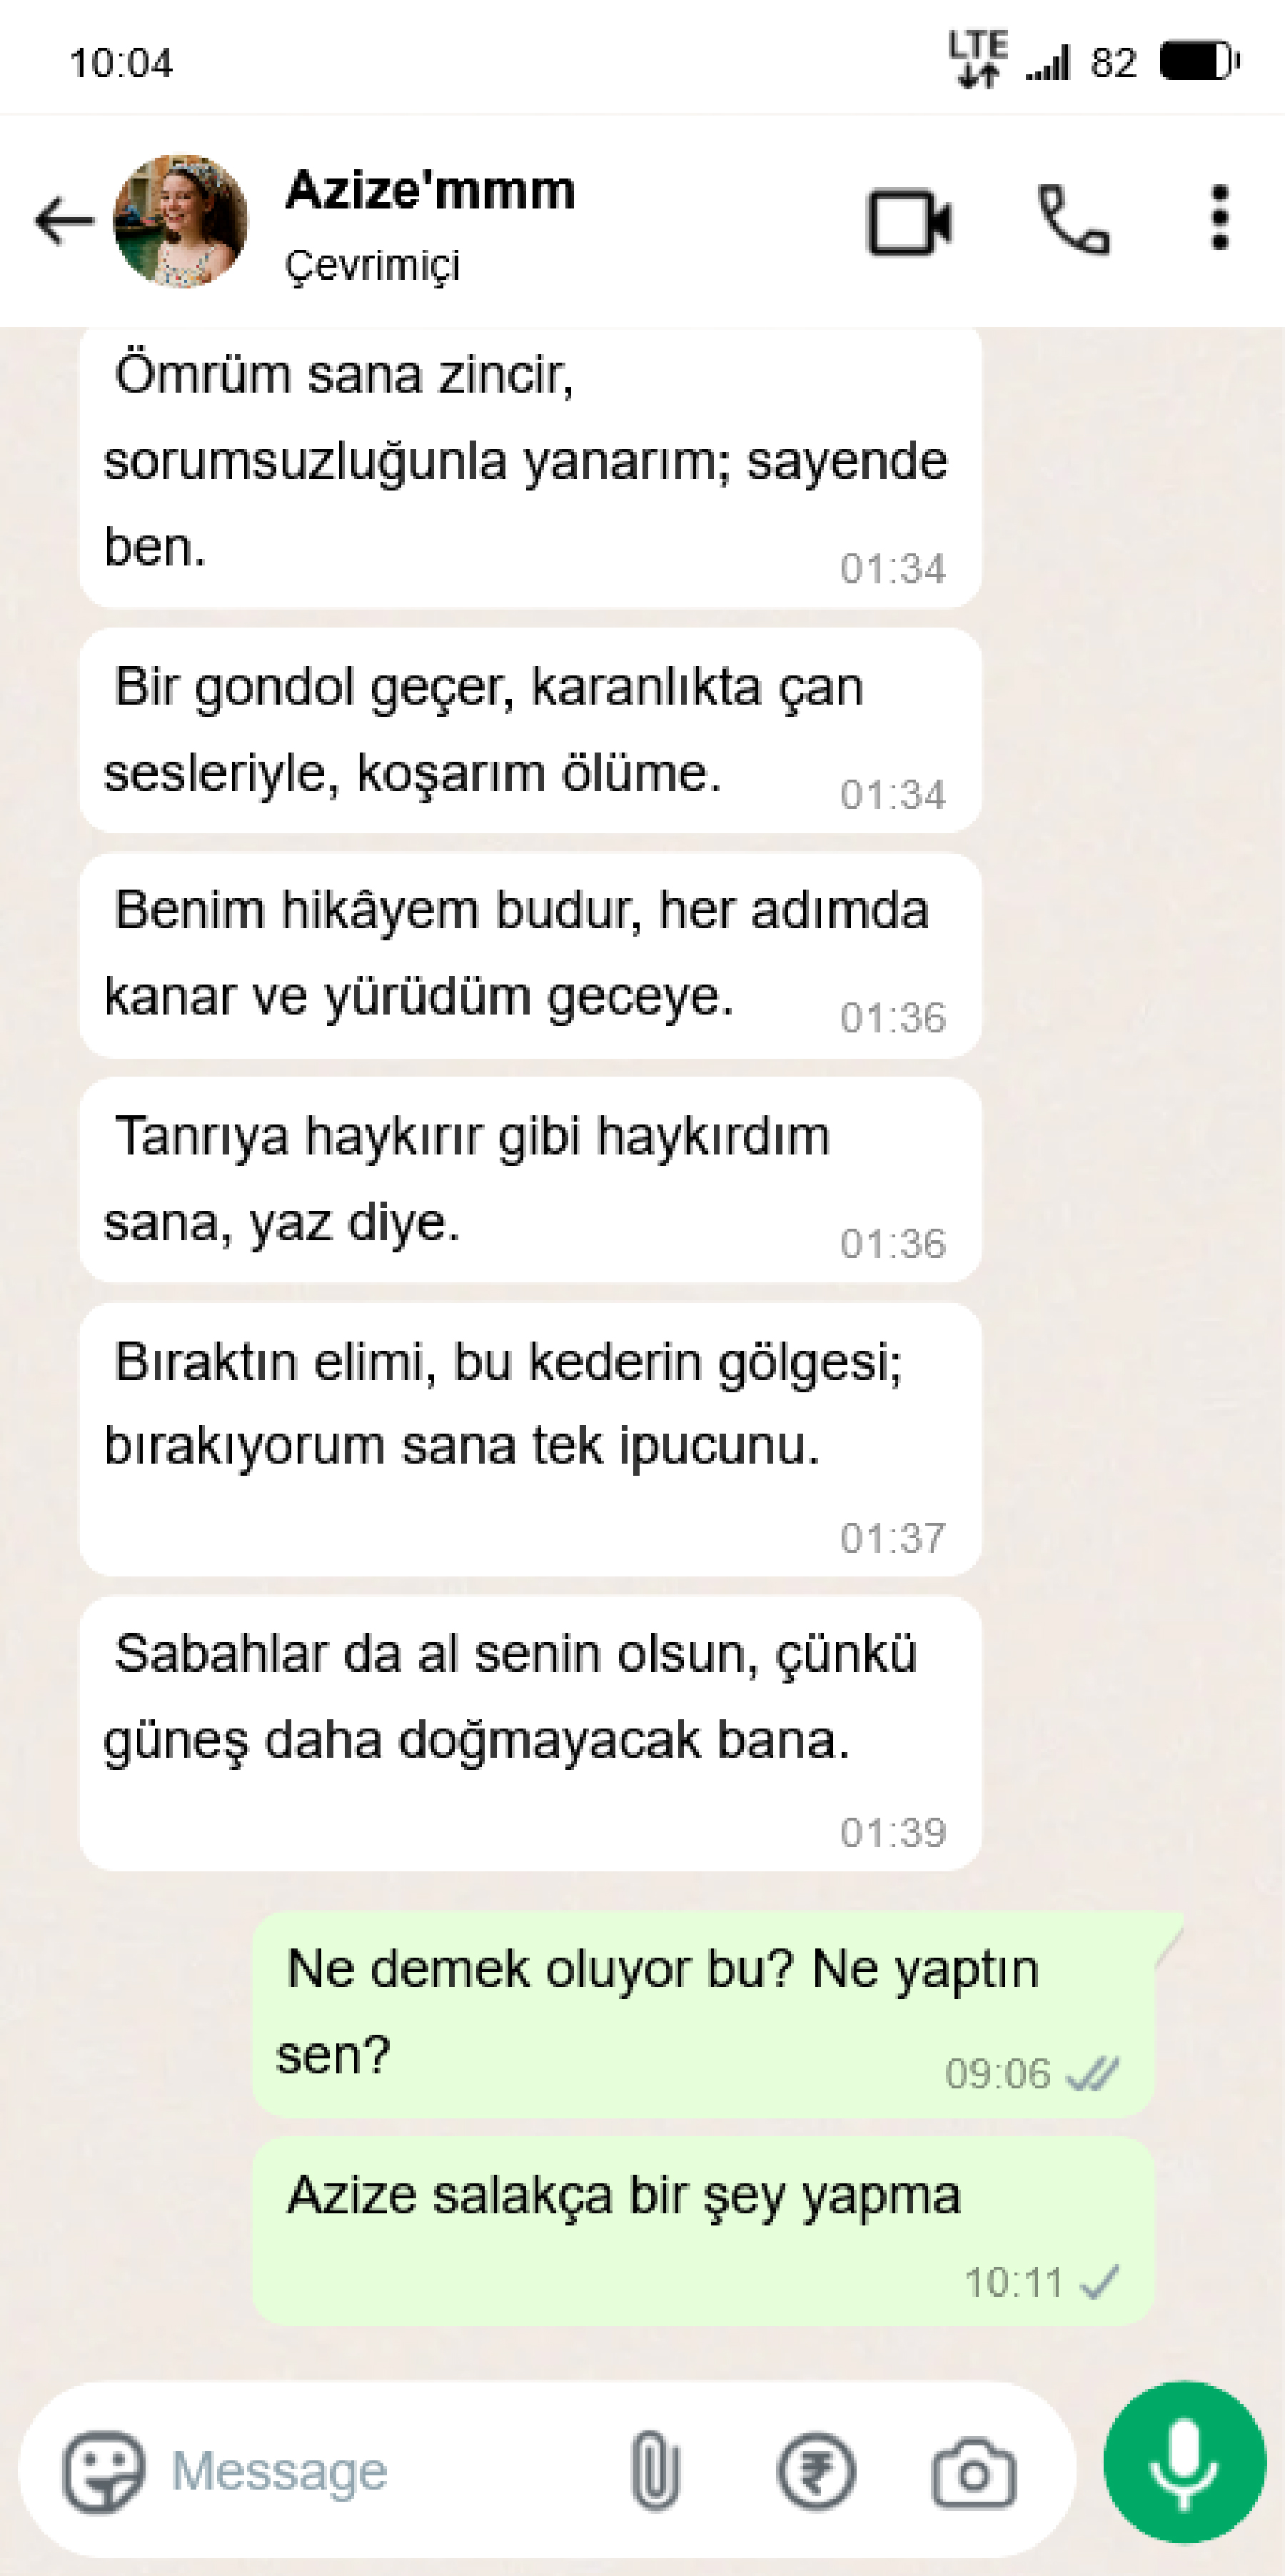 10:04
LTE
82
Azize'mmm
Çevrimiçi
Ömrüm sana zincir,
sorumsuzluğunla yanarım; sayende
ben.
01:34
Bir gondol geçer, karanlıkta çan
sesleriyle, koşarım ölüme.
01:34
Benim hikâyem budur, her adımda
kanar ve yürüdüm geceye.
01:36
Tanrıya haykırır gibi haykırdım
sana, yaz diye.
01:36
Bıraktın elimi, bu kederin gölgesi;
bırakıyorum sana tek ipucunu.
01:37
Sabahlar da al senin olsun, çünkü
güneş daha doğmayacak bana.
01:39
Ne demek oluyor bu? Ne yaptın
sen?
09:06
Azize salakça bir şey yapma
10:11
Message